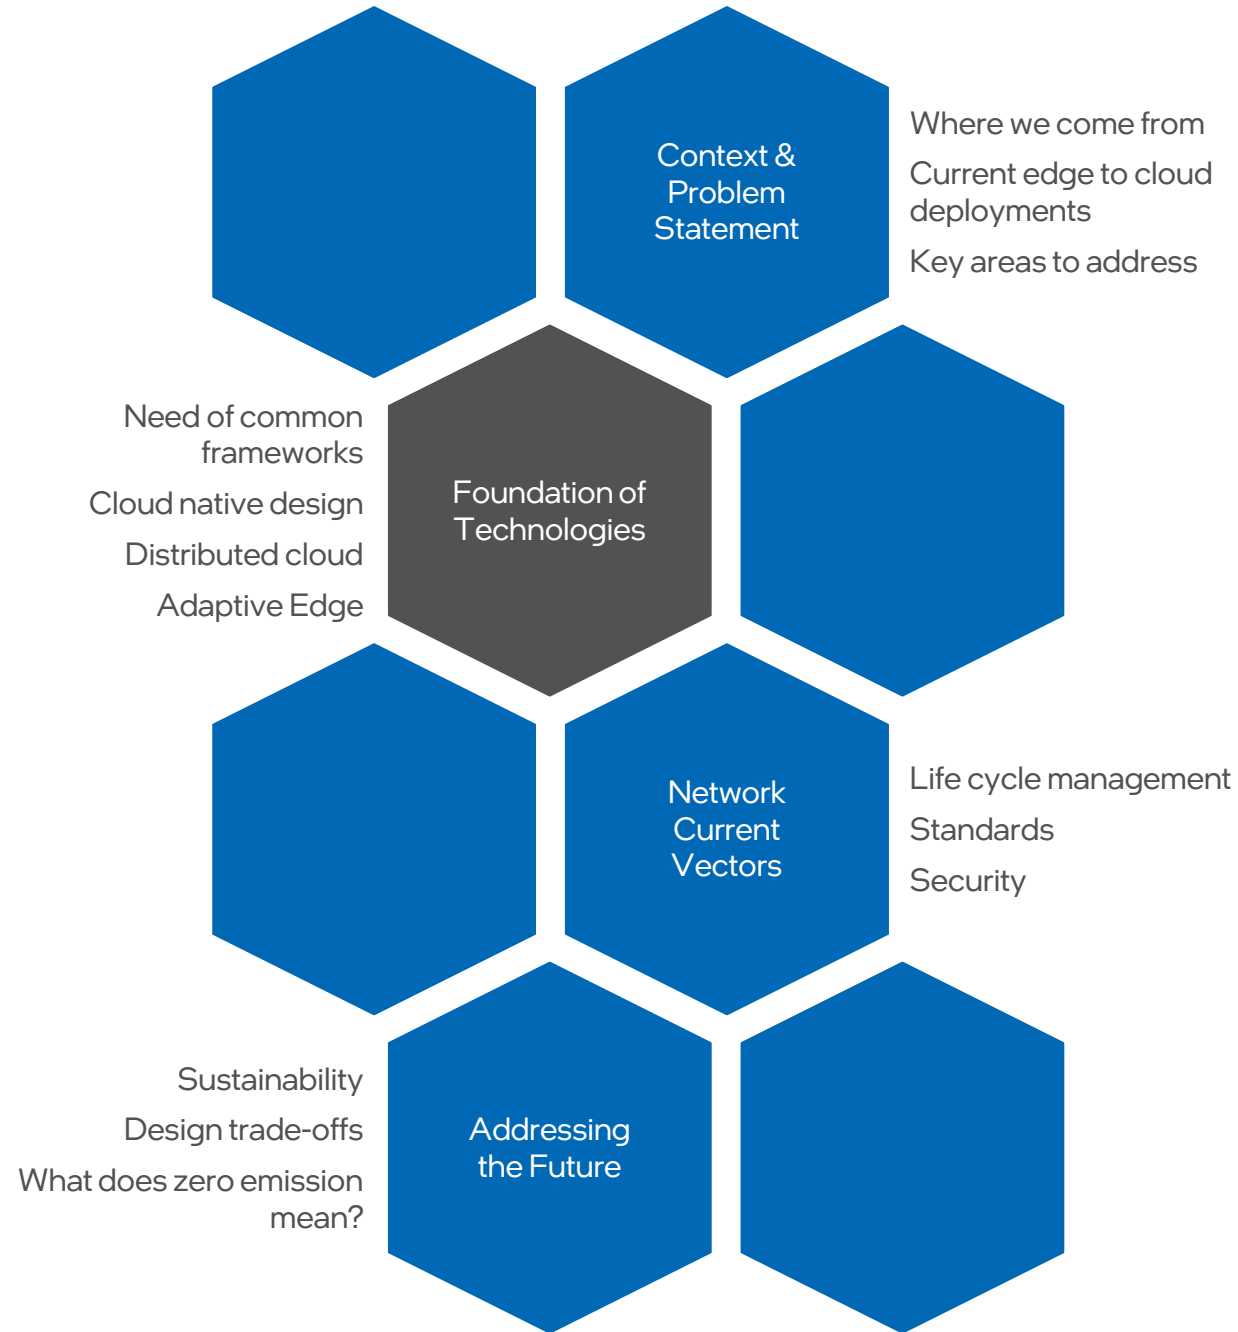 Context &
Problem
Statement
Where we come from
Current edge to cloud
deployments
Key areas to address
Need of common
frameworks
Cloud native design
Distributed cloud
Adaptive Edge
Foundation of
Technologies
Network
Current
Vectors
Life cycle management
Standards
Security
Sustainability
Design trade-offs
What does zero emission
mean?
Addressing
the Future